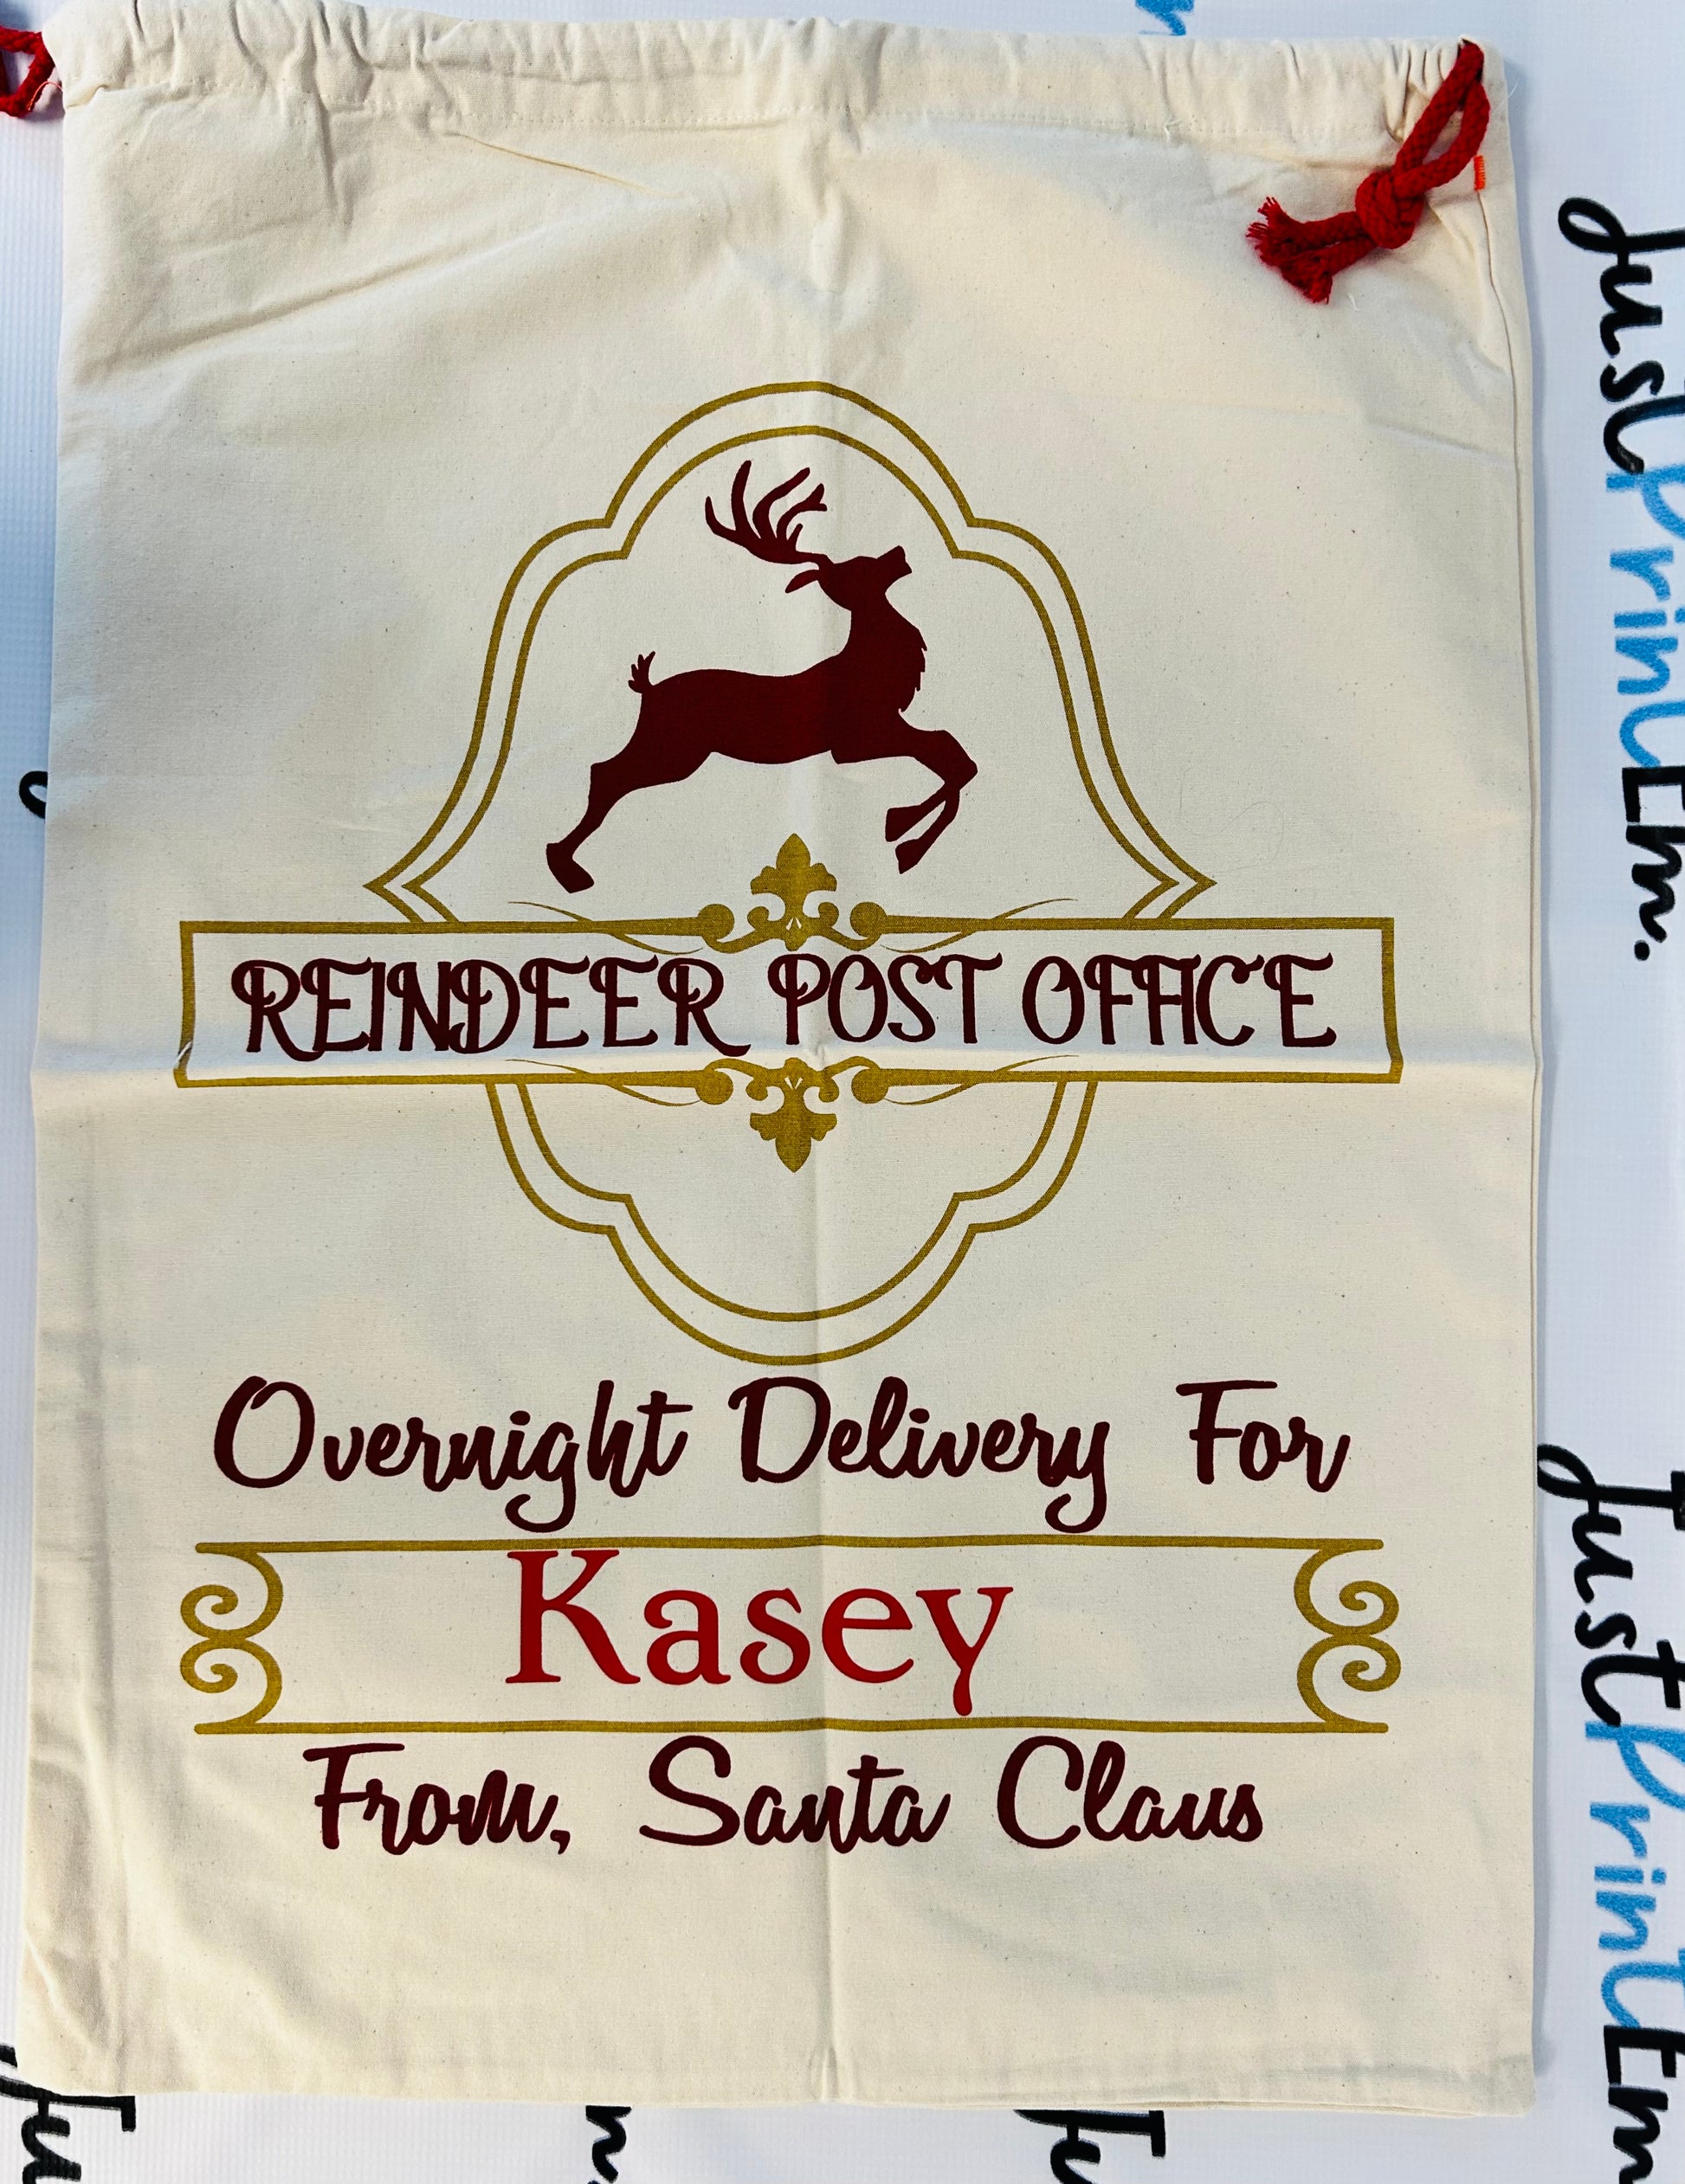 REINDEER POST OFFICE
Overnight Delivery For
Kasey
From, Santa Claus
JustPrintEm.
JustPrintEm